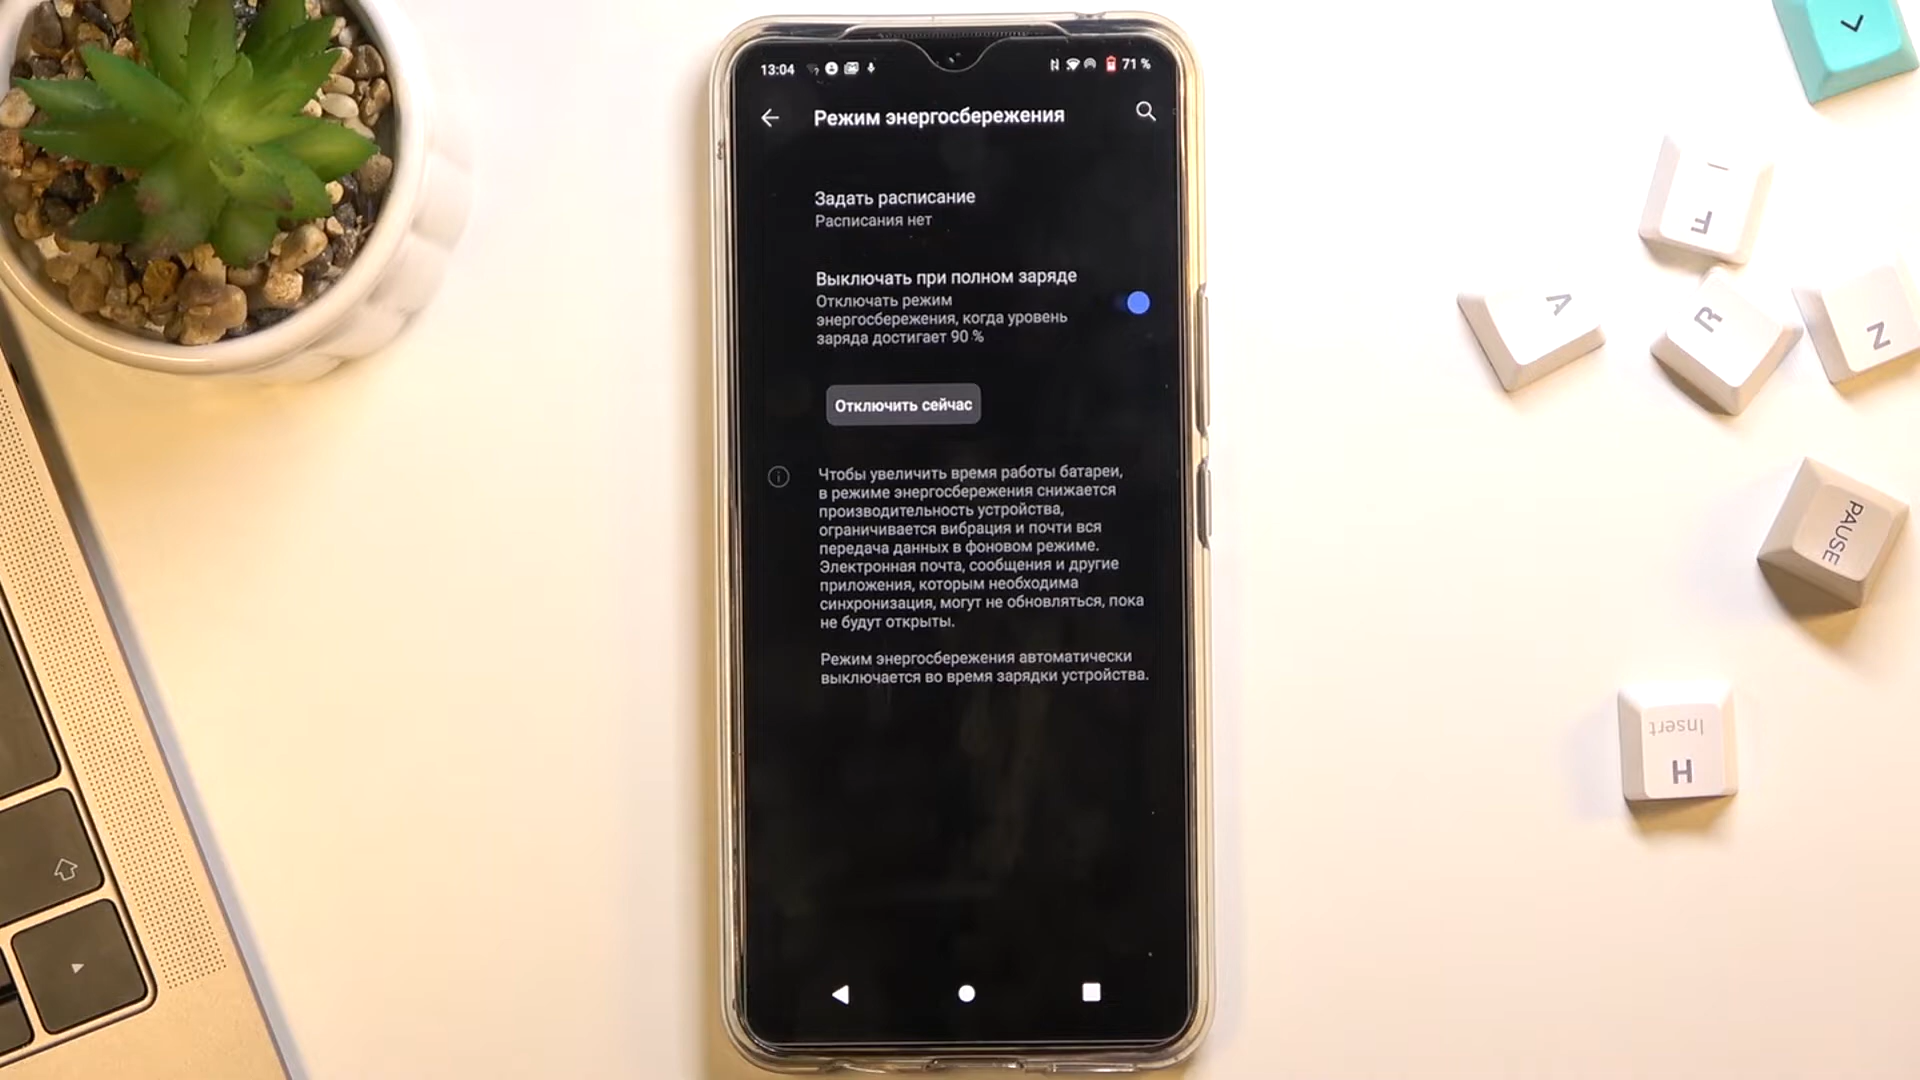 13:04
71 %
Режим энергосбережения
Задать расписание
Расписания нет
Выключать при полном заряде
Отключать режим
энергосбережения, когда уровень
заряда достигает 90 %
Отключить сейчас
Чтобы увеличить время работы батареи,
в режиме энергосбережения снижается
производительность устройства,
ограничивается вибрация и почти вся
передача данных в фоновом режиме.
Электронная почта, сообщения и другие
приложения, которым необходима
синхронизация, могут не обновляться, пока
не будут открыты.
Режим энергосбережения автоматически
выключается во время зарядки устройства.
L
F
A
R
Z
PAUSE
Insert
H